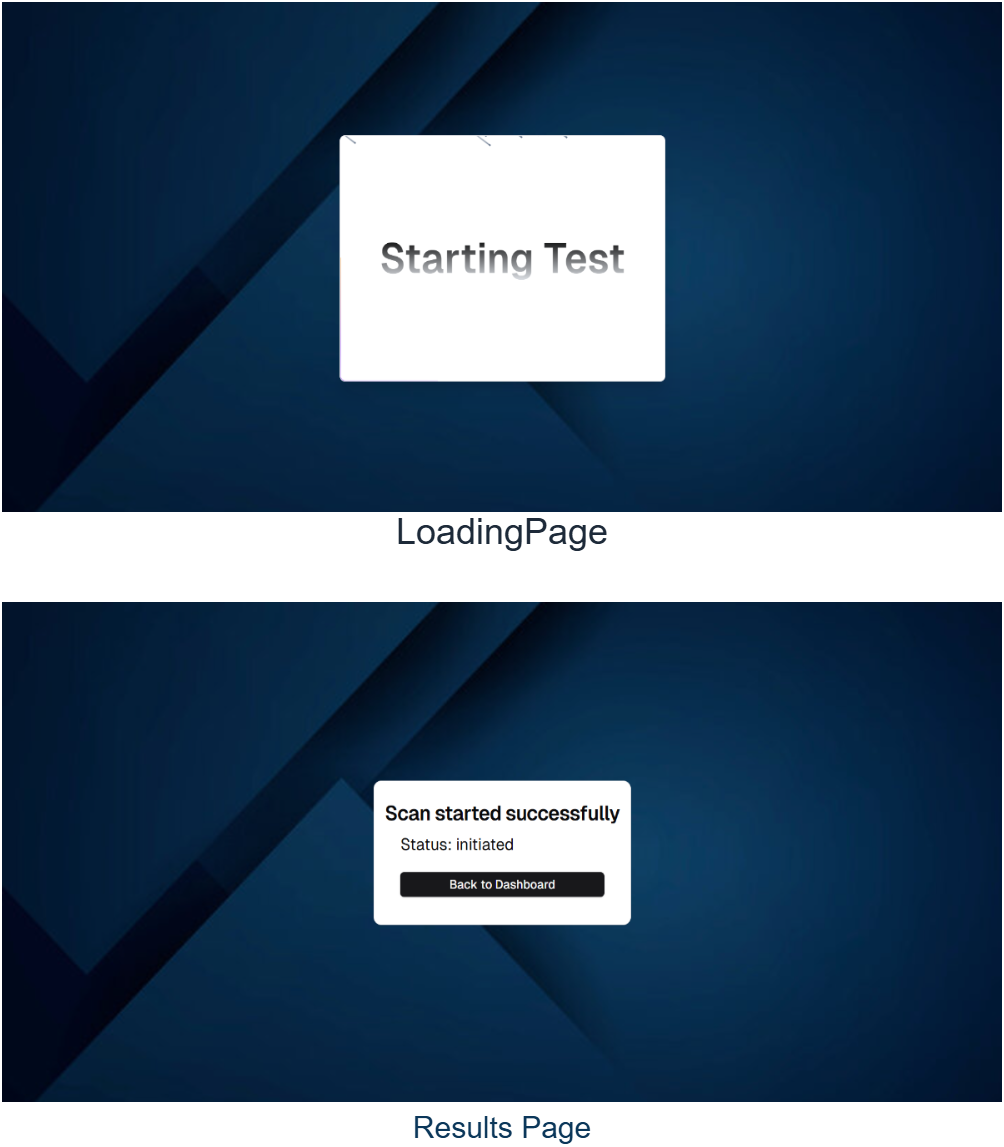 Starting Test
LoadingPage
Scan started successfully
Status: initiated
Back to Dashboard
Results Page